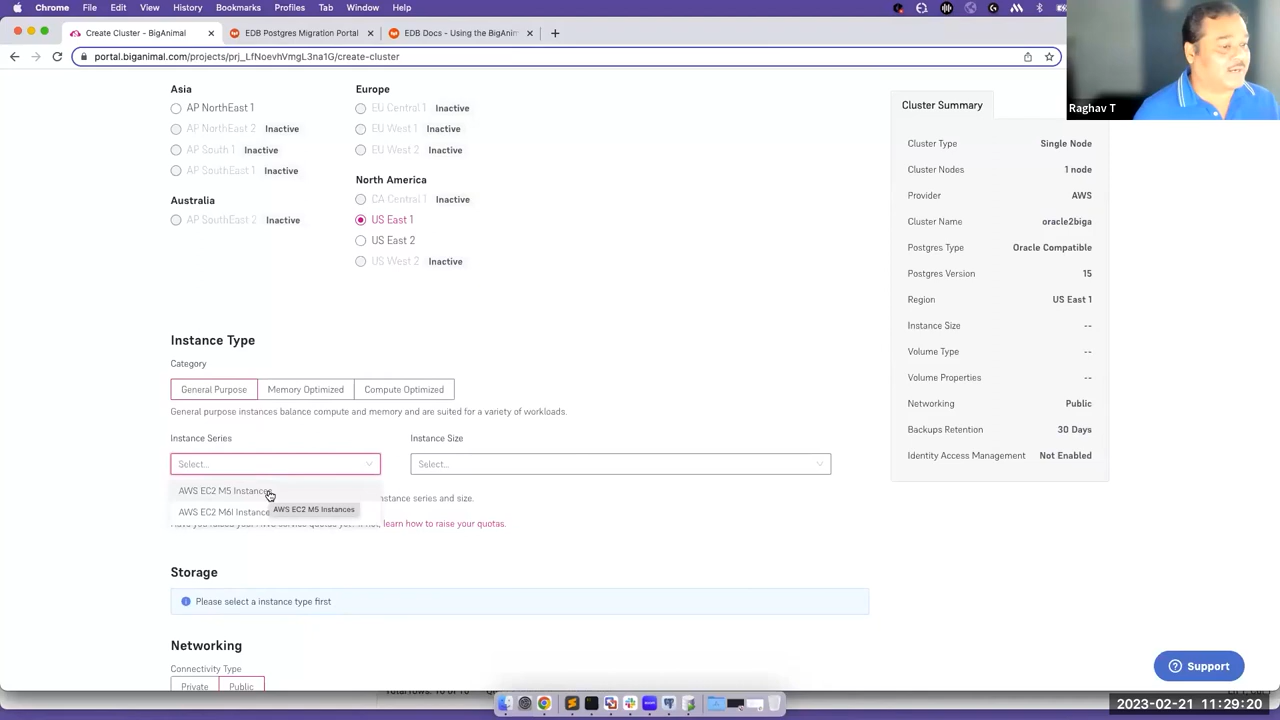 Chrome File Edit View History Bookmarks Profiles Tab Window Help
Create Cluster - BigAnimal
EDB Postgres Migration Portal
EDB Docs - Using the BigAnim
portal.biganimal.com/projects/prj_LfNoevhVmgL3na1G/create-cluster
Raghav T
Asia
AP NorthEast 1
AP NorthEast 2 Inactive
AP South 1 Inactive
AP SouthEast 1 Inactive
Australia
AP SouthEast 2 Inactive
Europe
EU Central 1 Inactive
EU West 1 Inactive
EU West 2 Inactive
North America
CA Central 1 Inactive
US East 1
US East 2
US West 2 Inactive
Cluster Summary
Cluster Type Single Node
Cluster Nodes 1 node
Provider AWS
Cluster Name oracle2biga
Postgres Type Oracle Compatible
Postgres Version 15
Region US East 1
Instance Size --
Volume Type --
Volume Properties --
Networking Public
Backups Retention 30 Days
Identity Access Management Not Enabled
Instance Type
Category
General Purpose Memory Optimized Compute Optimized
General purpose instances balance compute and memory and are suited for a variety of workloads.
Instance Series Instance Size
Select... Select...
AWS EC2 M5 Instances
nstance series and size.
AWS EC2 M5 Instances
AWS EC2 M6I Instance
learn how to raise your quotas.
Storage
Please select a instance type first
Networking
Connectivity Type
Private Public
Support
2023-02-21 11:29:20